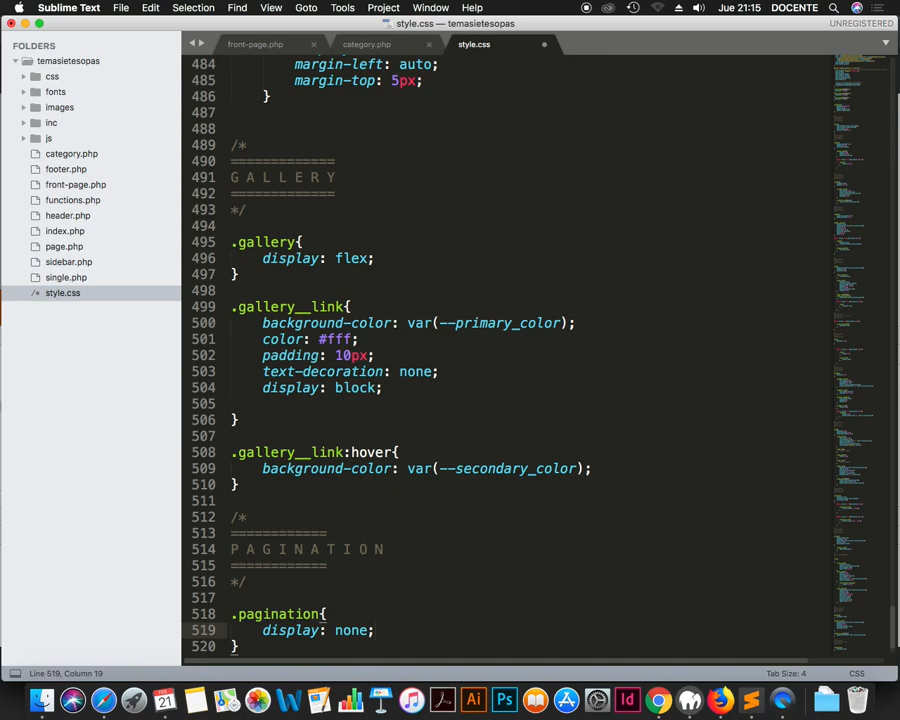 Sublime Text File Edit Selection Find View Goto Tools Project Window Help Jue 21:15 DOCENTE
style.css — temasietesopas UNREGISTERED
FOLDERS
temasietesopas
css
fonts
images
inc
js
category.php
footer.php
front-page.php
functions.php
header.php
index.php
page.php
sidebar.php
single.php
style.css
front-page.php category.php style.css
484 margin-left: auto;
485 margin-top: 5px;
486 }
487
488
489 /*
490 =============
491 G A L L E R Y
492 =============
493 */
494
495 .gallery{
496 display: flex;
497 }
498
499 .gallery__link{
500 background-color: var(--primary_color);
501 color: #fff;
502 padding: 10px;
503 text-decoration: none;
504 display: block;
505
506 }
507
508 .gallery__link:hover{
509 background-color: var(--secondary_color);
510 }
511
512 /*
513 ============
514 P A G I N A T I O N
515 ============
516 */
517
518 .pagination{
519 display: none;
520 }
Line 519, Column 19 Tab Size: 4 CSS